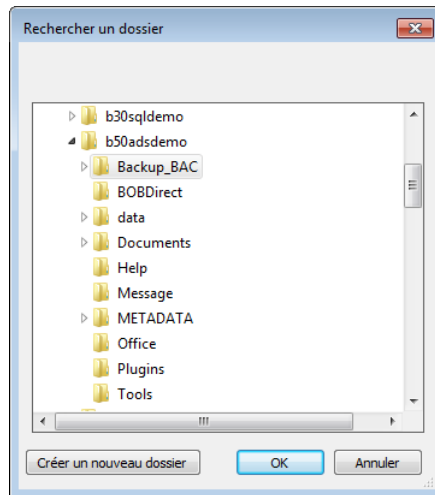 Rechercher un dossier
b30sqldemo
b50adsdemo
Backup_BAC
BOBDirect
data
Documents
Help
Message
METADATA
Office
Plugins
Tools
Créer un nouveau dossier OK Annuler